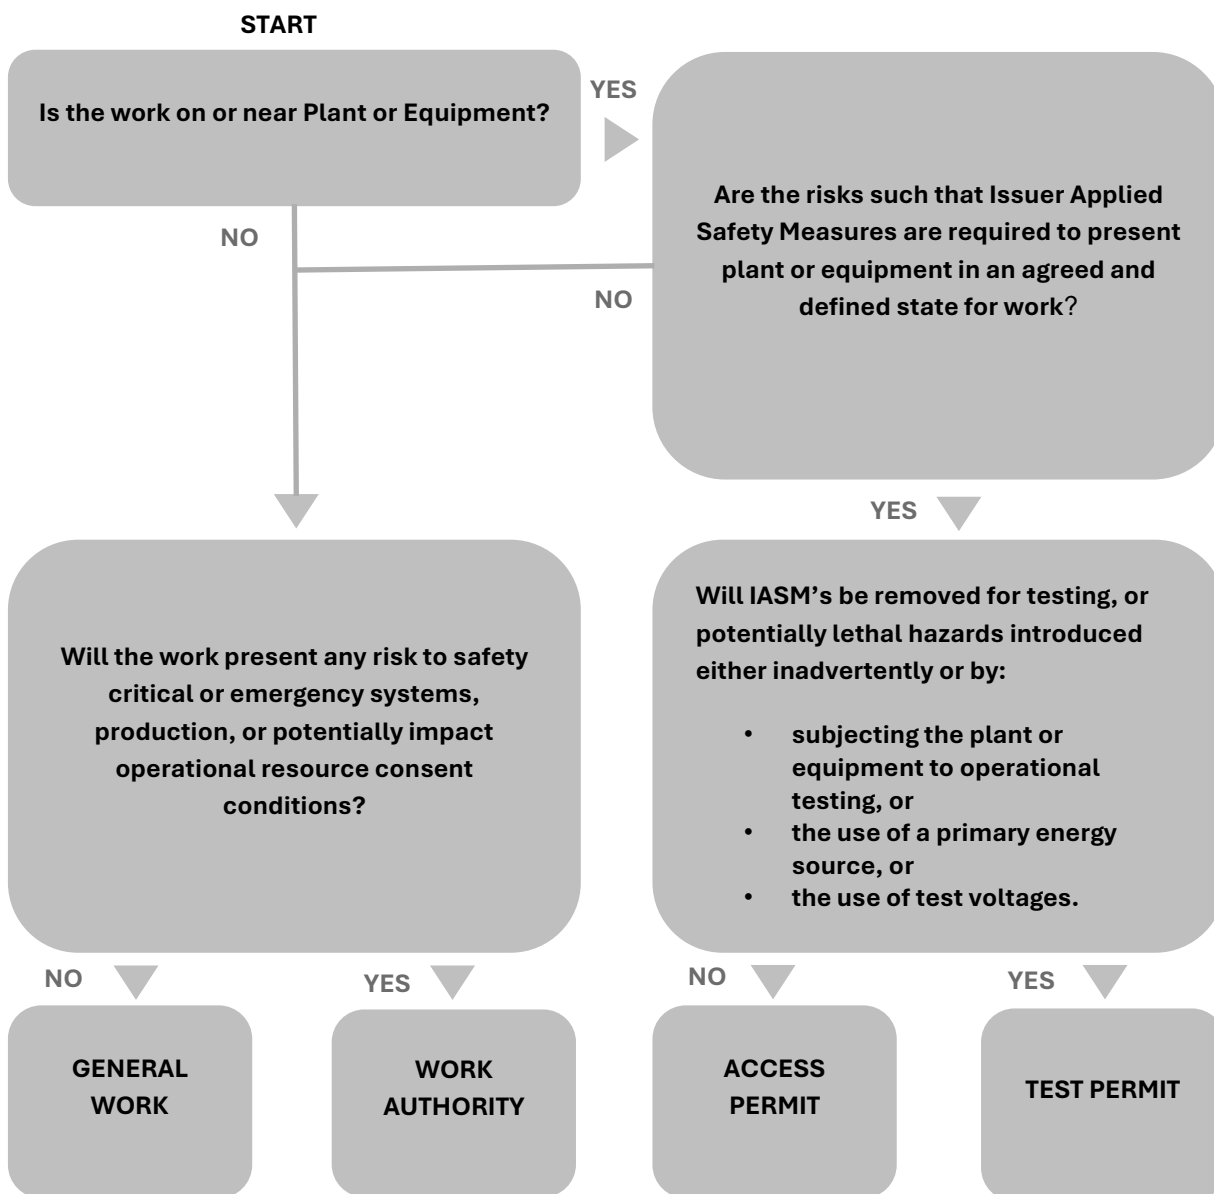 START
Is the work on or near Plant or Equipment?
YES
NO
Are the risks such that Issuer Applied
Safety Measures are required to present
plant or equipment in an agreed and
defined state for work?
NO
YES
Will the work present any risk to safety
critical or emergency systems,
production, or potentially impact
operational resource consent
conditions?
Will IASM’s be removed for testing, or
potentially lethal hazards introduced
either inadvertently or by:
• subjecting the plant or
equipment to operational
testing, or
• the use of a primary energy
source, or
• the use of test voltages.
NO
YES
NO
YES
GENERAL
WORK
WORK
AUTHORITY
ACCESS
PERMIT
TEST PERMIT